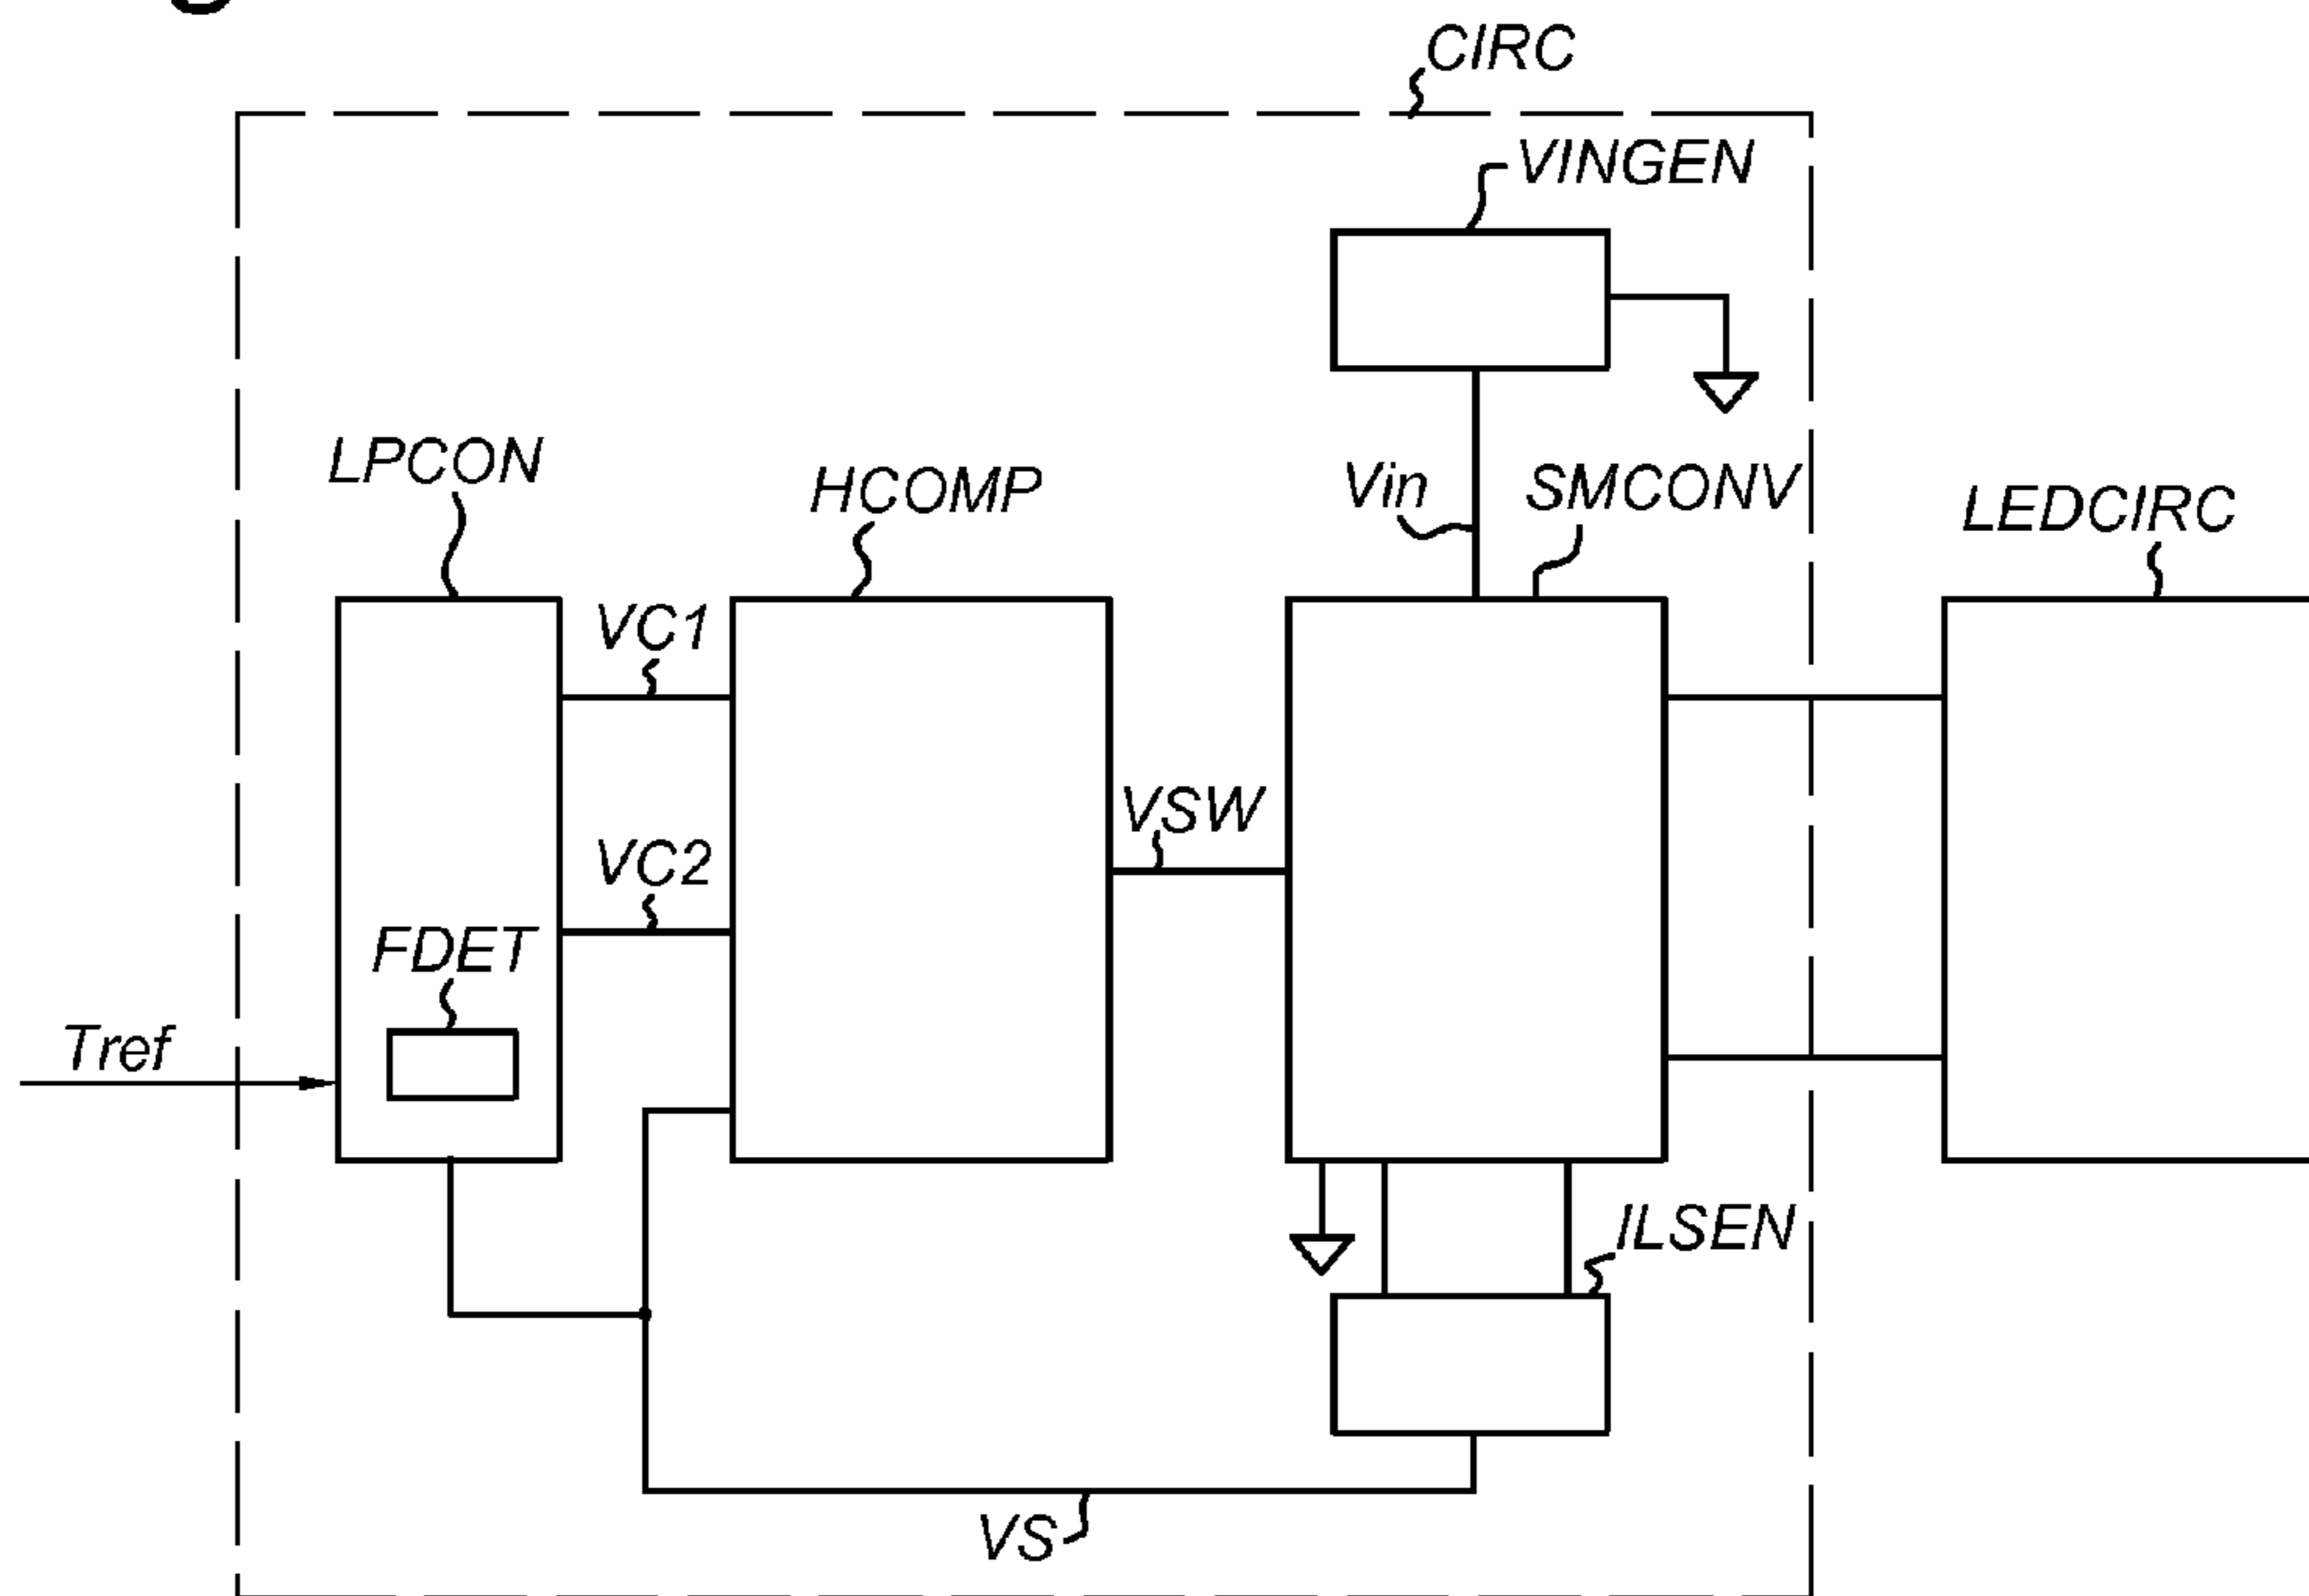 CIRC
VINGEN
LPCON
HCOMP
Vin
SMCONV
LEDCIRC
VC1
VSW
VC2
FDET
Tref
ILSEN
VS